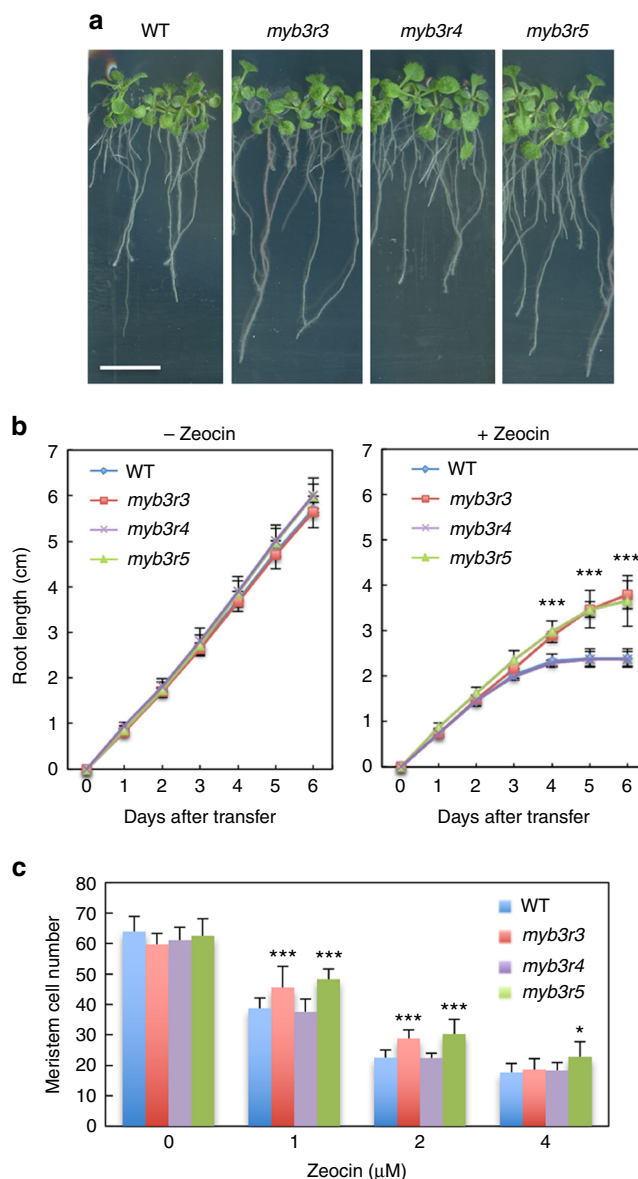 a
WT
myb3r3
myb3r4
myb3r5
b
– Zeocin
+ Zeocin
7
6
5
4
3
2
1
0
Root length (cm)
WT
myb3r3
myb3r4
myb3r5
0 1 2 3 4 5 6
Days after transfer
7
6
5
4
3
2
1
0
WT
myb3r3
myb3r4
myb3r5
*** *** ***
0 1 2 3 4 5 6
Days after transfer
c
80
70
60
50
40
30
20
10
0
Meristem cell number
WT
myb3r3
myb3r4
myb3r5
*** ***
*** ***
*
0 1 2 4
Zeocin (μM)